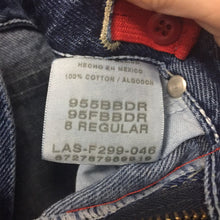 HECHO EN MEXICO
100% COTTON / ALGODON
955BBDR
95FBBDR
6 REGULAR
LAS-F299-046